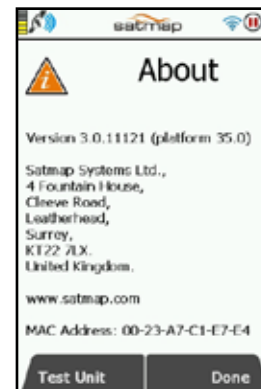 satmap
About
Version 3.0.11121 (platform 35.0)
Satmap Systems Ltd.,
4 Fountain House,
Cleeve Road,
Leatherhead,
Surrey,
KT22 7LX.
United Kingdom.
www.satmap.com
MAC Address: 00-23-A7-C1-E7-E4
Test Unit
Done